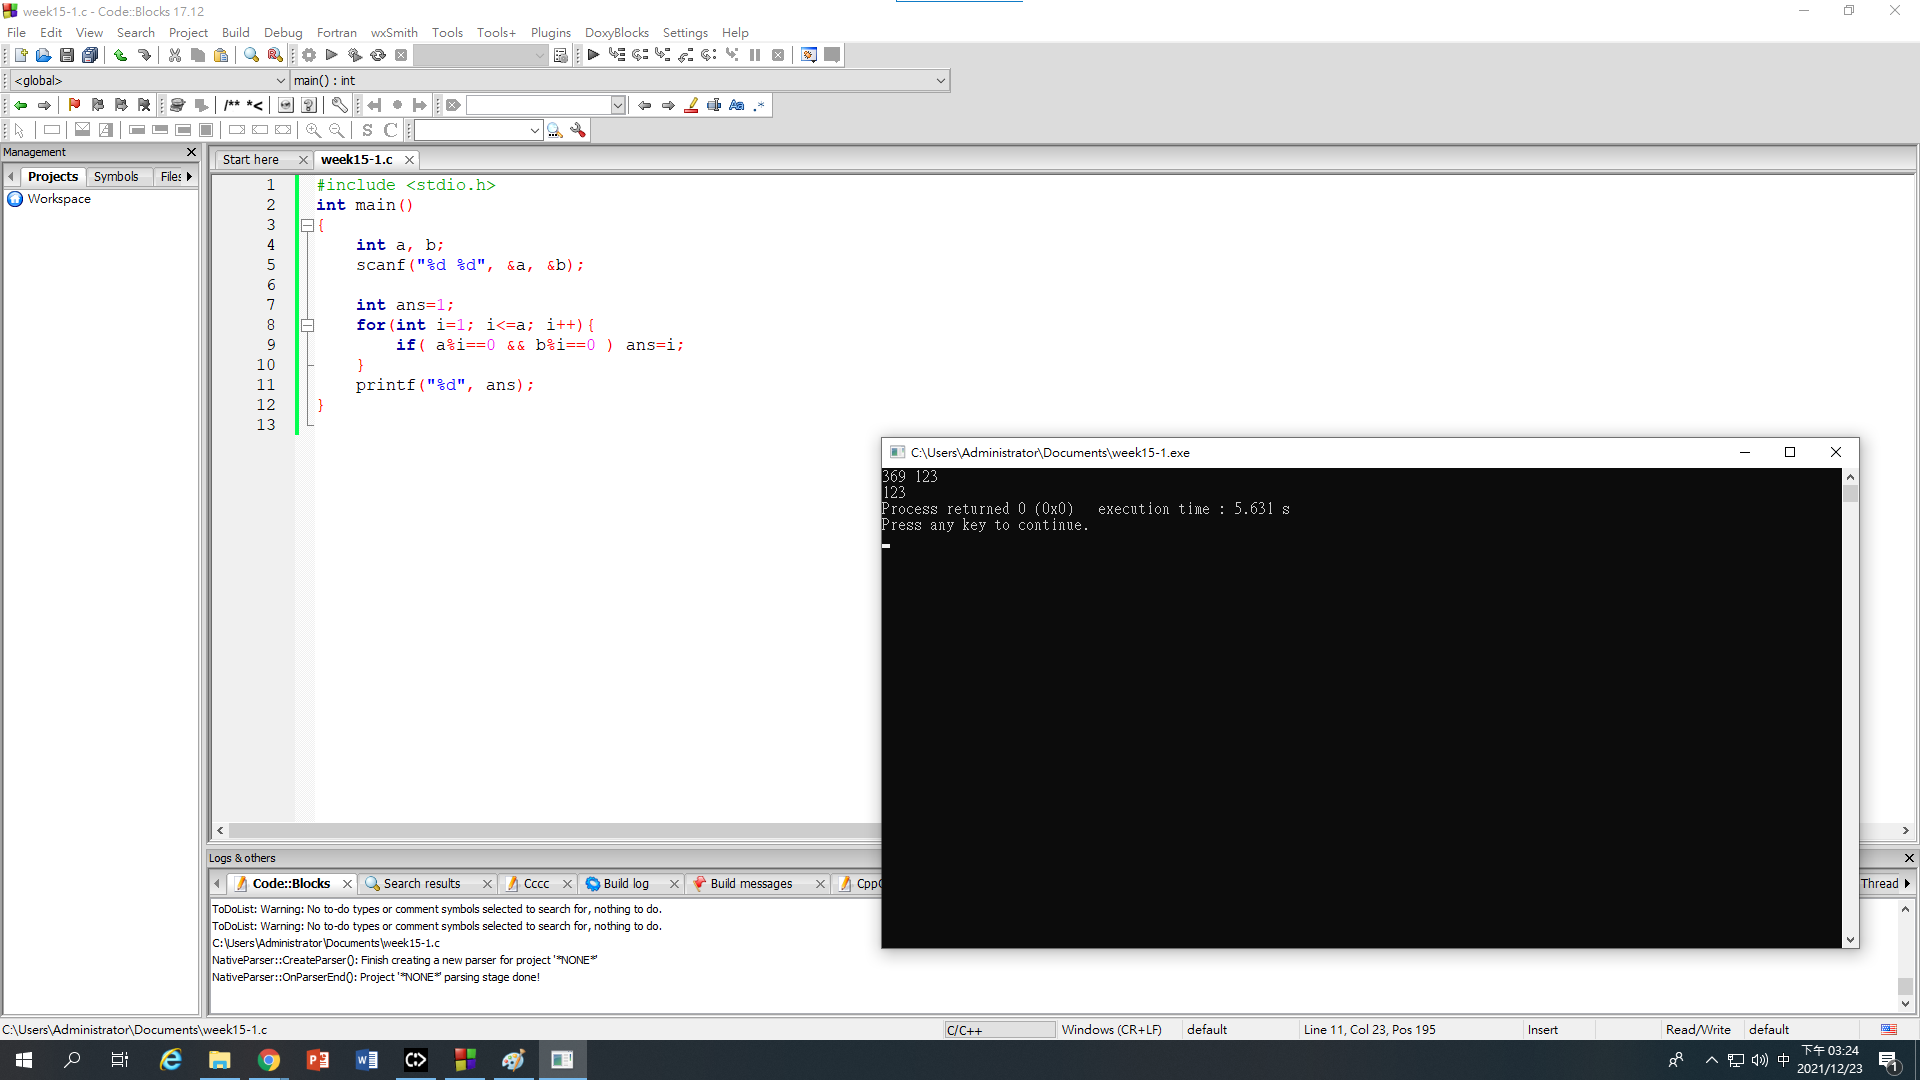 week15-1.c - Code::Blocks 17.12
File Edit View Search Project Build Debug Fortran wxSmith Tools Tools+ Plugins DoxyBlocks Settings Help
<global> main() : int
/** *<
S C
Management
Projects Symbols Files
Workspace
Start here week15-1.c
1 #include <stdio.h>
2 int main()
3 {
4 int a, b;
5 scanf("%d %d", &a, &b);
6
7 int ans=1;
8 for(int i=1; i<=a; i++){
9 if( a%i==0 && b%i==0 ) ans=i;
10 }
11 printf("%d", ans);
12 }
13
C:\Users\Administrator\Documents\week15-1.exe
369 123
123
Process returned 0 (0x0) execution time : 5.631 s
Press any key to continue.
Logs & others
Code::Blocks Search results Cccc Build log Build messages CppC Thread
ToDoList: Warning: No to-do types or comment symbols selected to search for, nothing to do.
ToDoList: Warning: No to-do types or comment symbols selected to search for, nothing to do.
C:\Users\Administrator\Documents\week15-1.c
NativeParser::CreateParser(): Finish creating a new parser for project '*NONE*'
NativeParser::OnParserEnd(): Project '*NONE*' parsing stage done!
C:\Users\Administrator\Documents\week15-1.c C/C++ Windows (CR+LF) default Line 11, Col 23, Pos 195 Insert Read/Write default
中 下午 03:24
2021/12/23
1